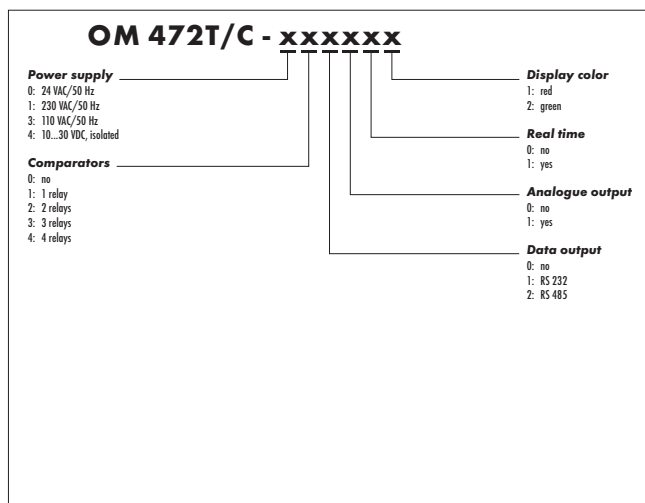 OM 472T/C - xxxxxx
Power supply
0: 24 VAC/50 Hz
1: 230 VAC/50 Hz
3: 110 VAC/50 Hz
4: 10...30 VDC, isolated
Comparators
0: no
1: 1 relay
2: 2 relays
3: 3 relays
4: 4 relays
Display color
1: red
2: green
Real time
0: no
1: yes
Analogue output
0: no
1: yes
Data output
0: no
1: RS 232
2: RS 485